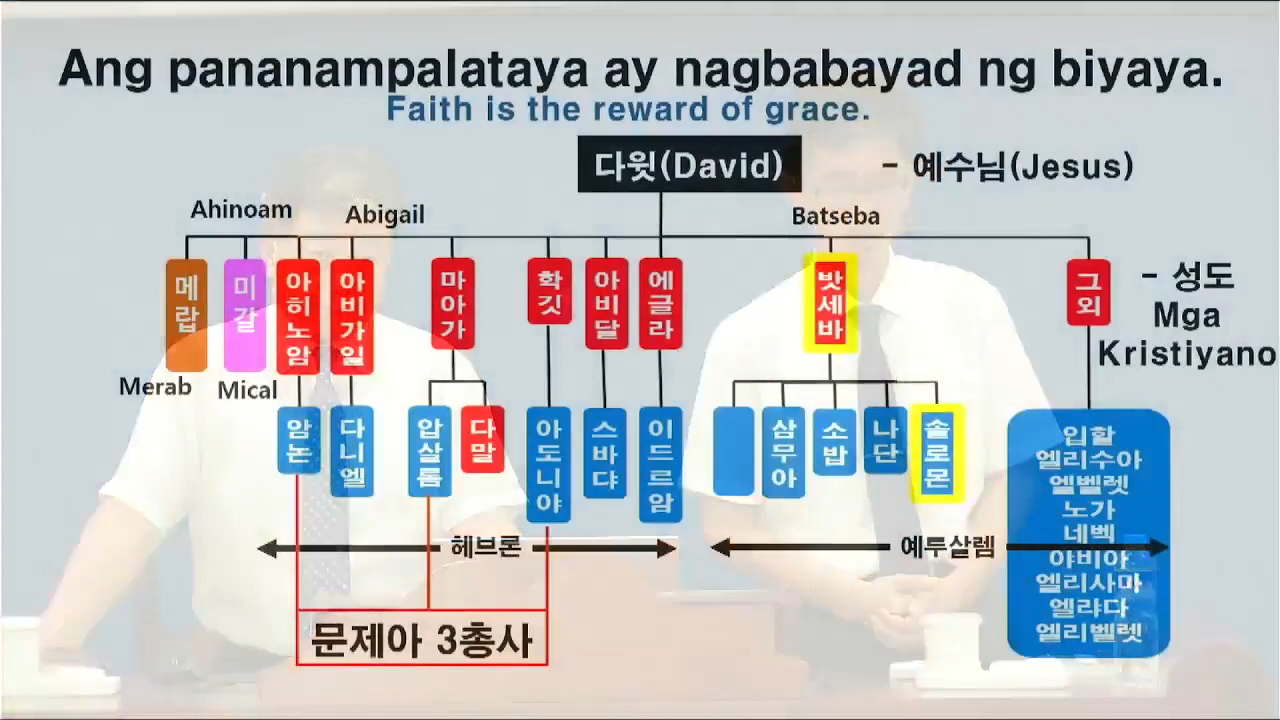 Ang pananampalataya ay nagbabayad ng biyaya.
Faith is the reward of grace.
다윗(David)
- 예수님(Jesus)
Ahinoam
Abigail
Batseba
메랍
미갈
아히노암
아비가일
마아가
학깃
아비달
에글라
밧세바
그외
- 성도
Mga
Kristiyano
Merab
Mical
암논
다니엘
압살롬
다말
아도니야
스바댜
이드르암
삼무아
소밥
나단
솔로몬
입할
엘리수아
엘벨렛
노가
네벡
야비아
엘리사마
엘랴다
엘리벨렛
헤브론
예루살렘
문제아 3총사